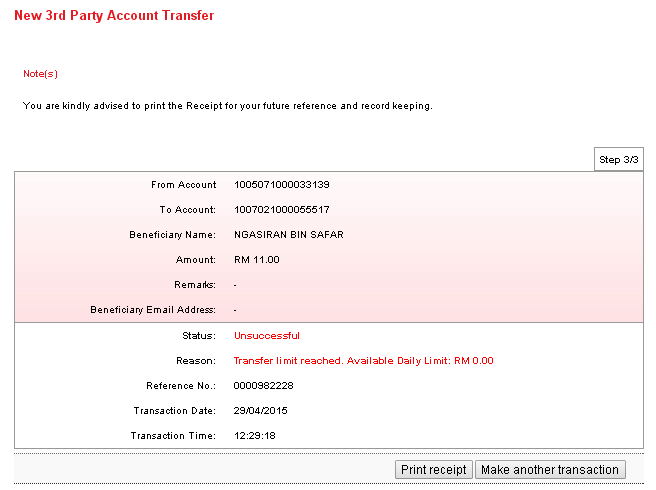 New 3rd Party Account Transfer
Note(s)
You are kindly advised to print the Receipt for your future reference and record keeping.
Step 3/3
From Account 1005071000033139
To Account: 1007021000055517
Beneficiary Name: NGASIRAN BIN SAFAR
Amount: RM 11.00
Remarks: -
Beneficiary Email Address: -
Status: Unsuccessful
Reason: Transfer limit reached. Available Daily Limit: RM 0.00
Reference No.: 0000982228
Transaction Date: 29/04/2015
Transaction Time: 12:29:18
Print receipt Make another transaction